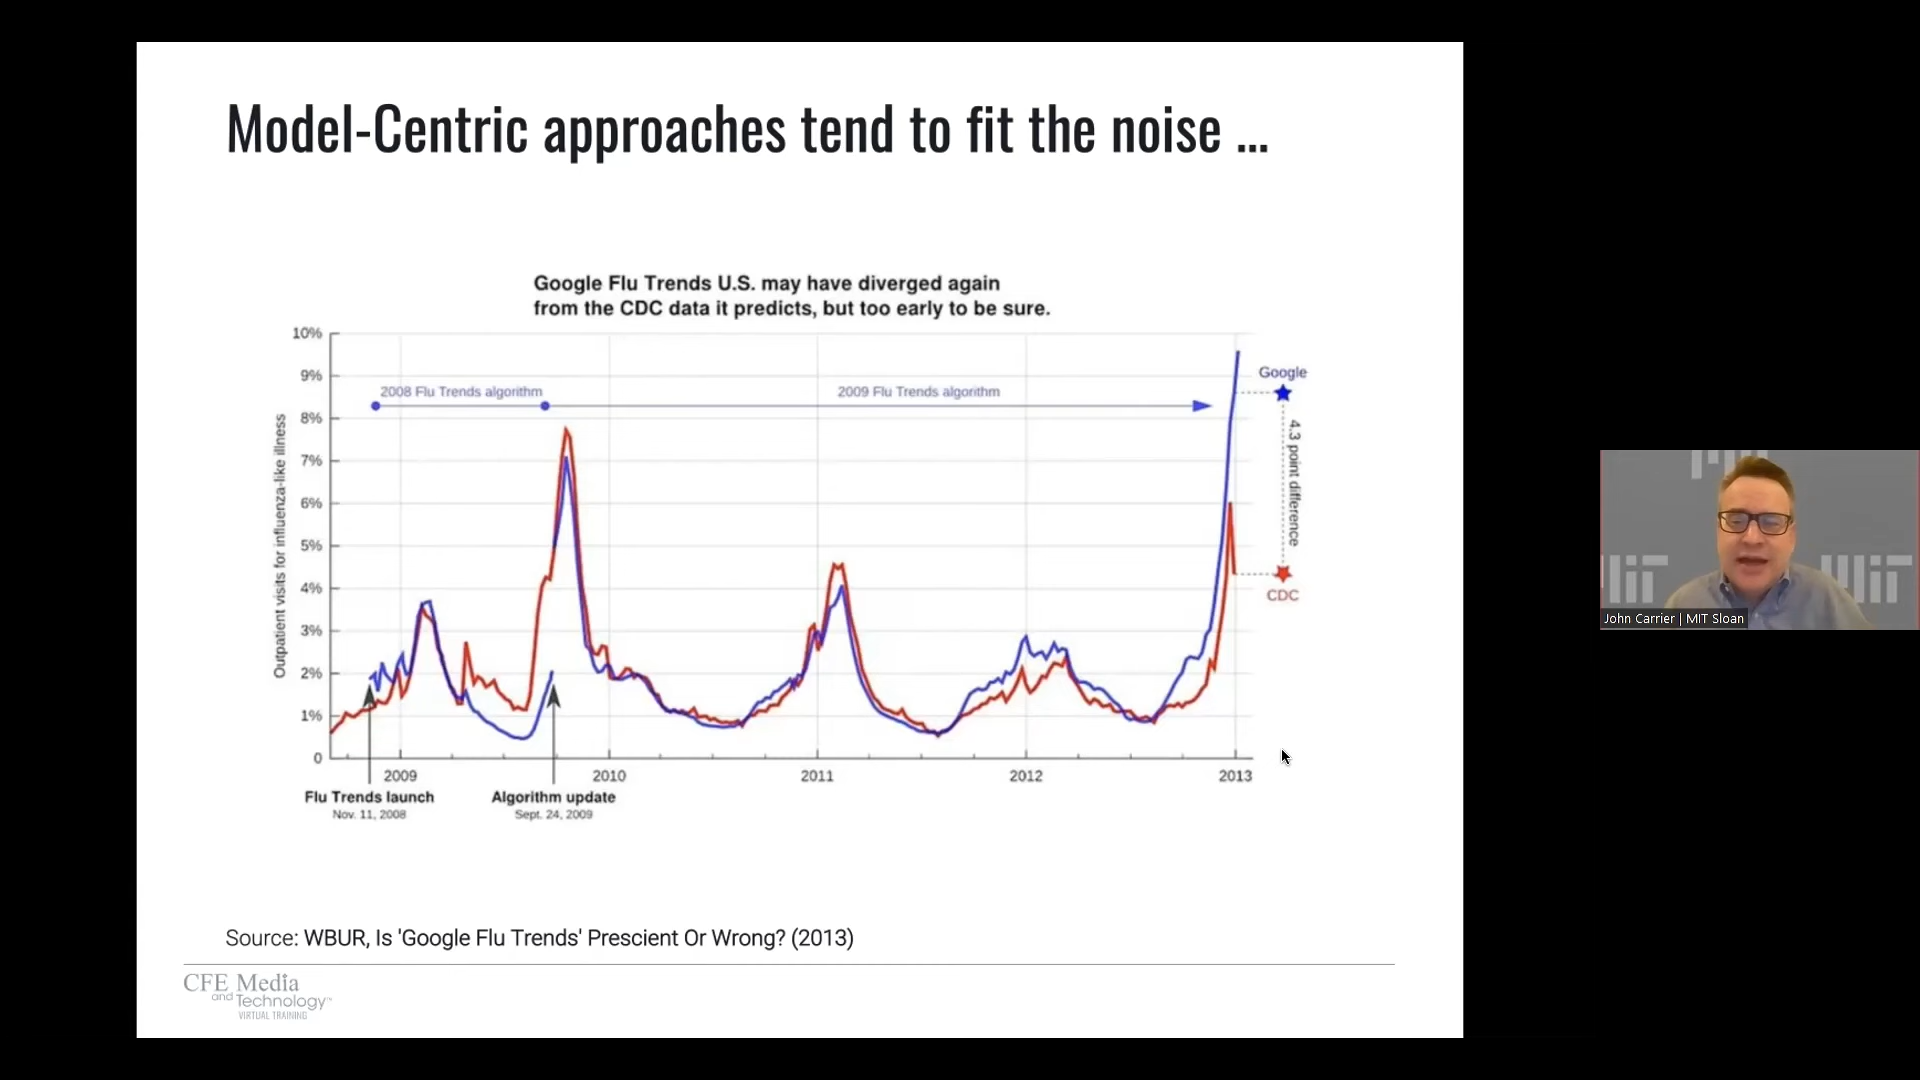 Model-Centric approaches tend to fit the noise ...
Google Flu Trends U.S. may have diverged again
from the CDC data it predicts, but too early to be sure.
10%
9%
8%
7%
6%
5%
4%
3%
2%
1%
0
Outpatient visits for influenza-like illness
2008 Flu Trends algorithm
2009 Flu Trends algorithm
Google
4.3 point difference
CDC
2009
2010
2011
2012
2013
Flu Trends launch
Nov. 11, 2008
Algorithm update
Sept. 24, 2009
Source: WBUR, Is 'Google Flu Trends' Prescient Or Wrong? (2013)
CFE Media
and Technology™
VIRTUAL TRAINING
John Carrier | MIT Sloan